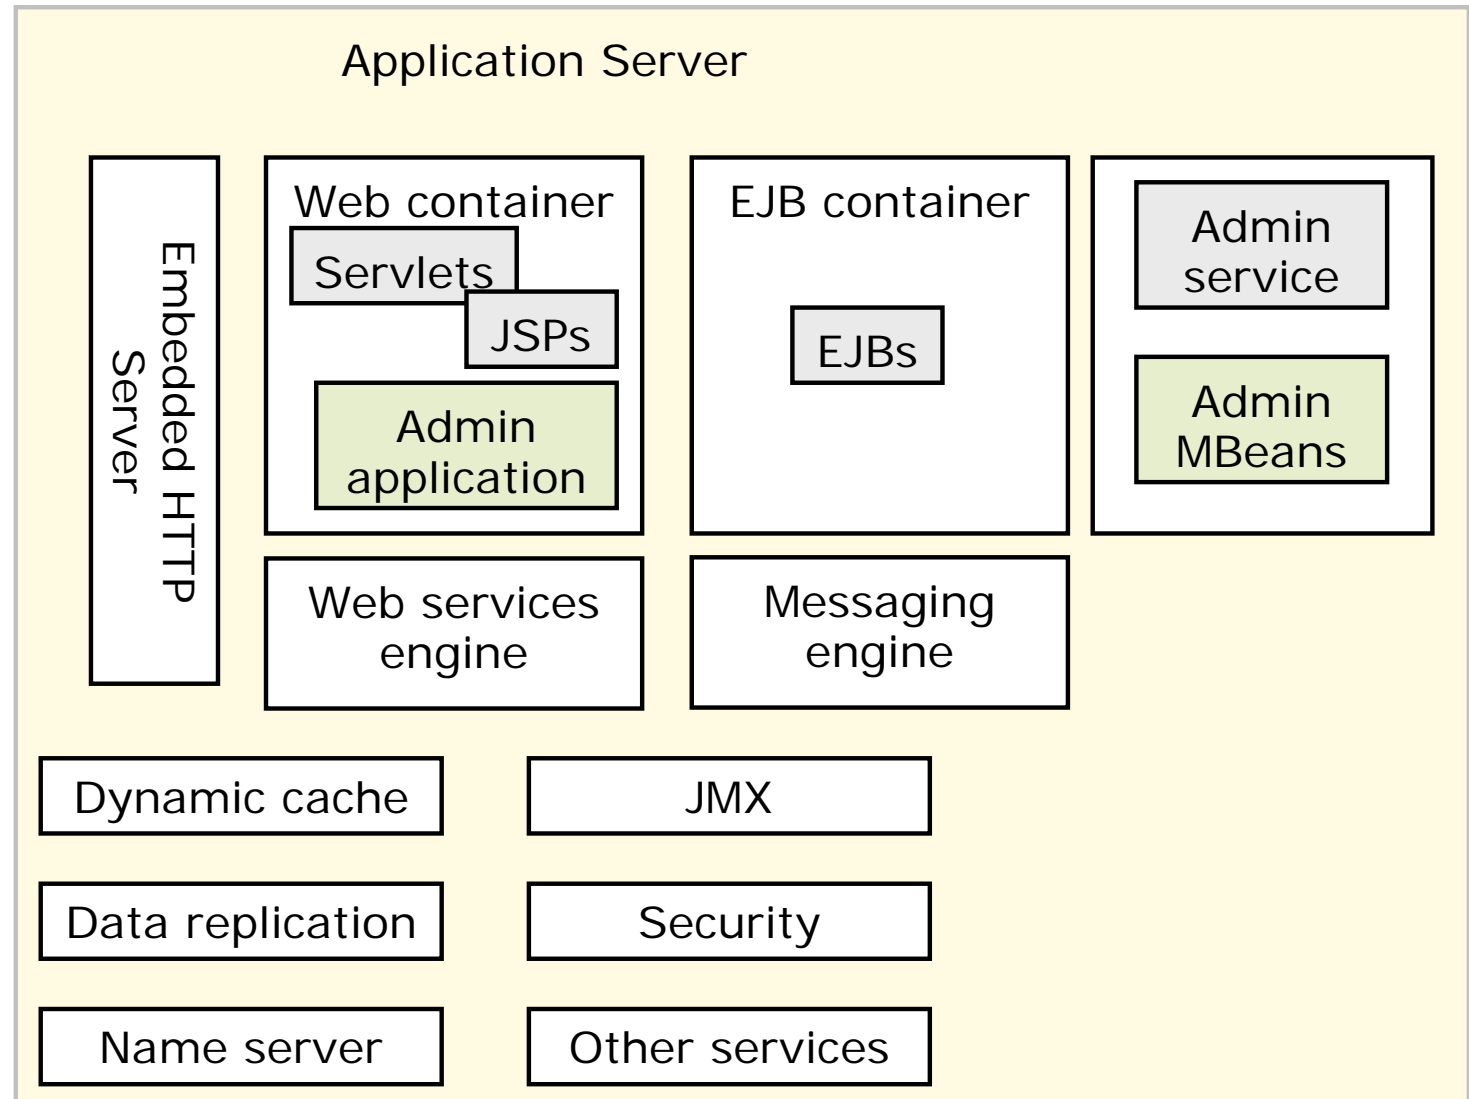 Application Server
Embedded HTTP
Server
Web container
Servlets
JSPs
Admin
application
EJB container
EJBs
Admin
service
Admin
MBeans
Web services
engine
Messaging
engine
Dynamic cache
JMX
Data replication
Security
Name server
Other services